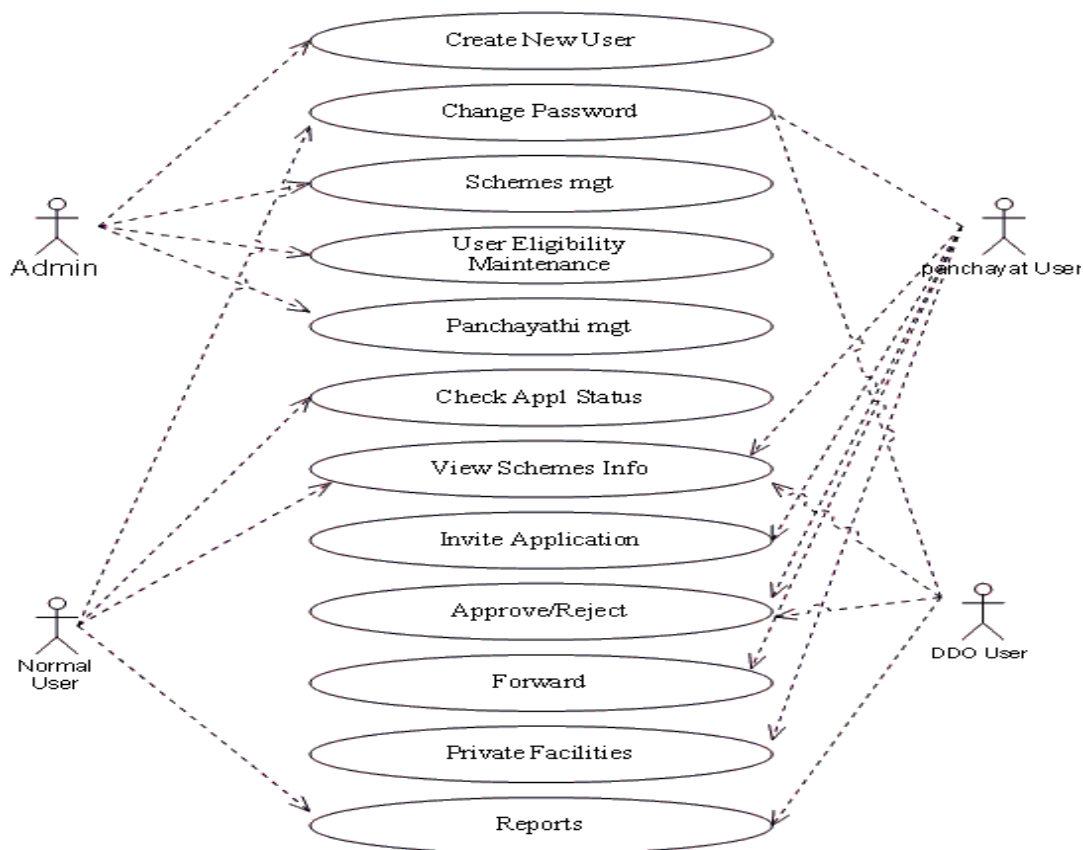 Create New User
Change Password
Schemes mgt
User Eligibility
Maintenance
Panchayathi mgt
Check Appl Status
View Schemes Info
Invite Application
Approve/Reject
Forward
Private Facilities
Reports
Admin
Normal
User
panchayat User
DDO User